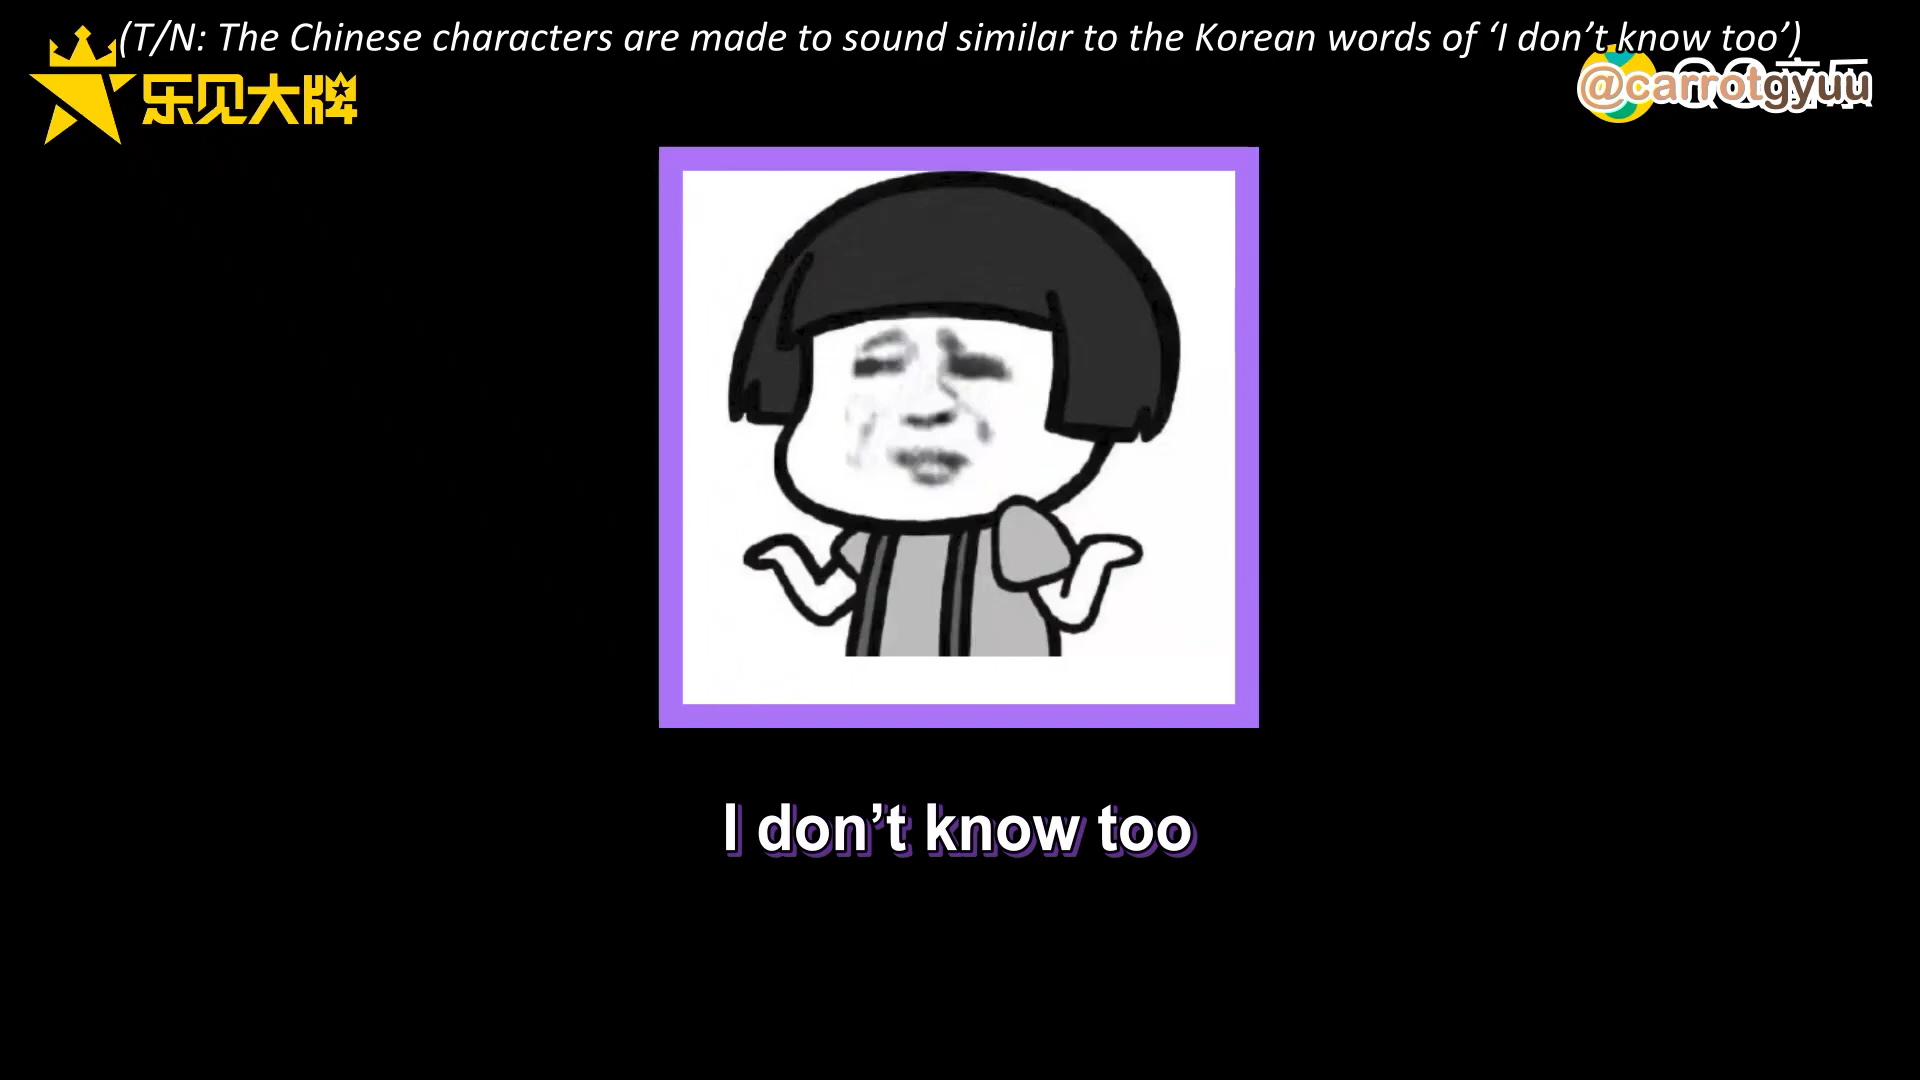 (T/N: The Chinese characters are made to sound similar to the Korean words of ‘I don’t know too’)
乐见大牌
@carrotgyuu
I don’t know too